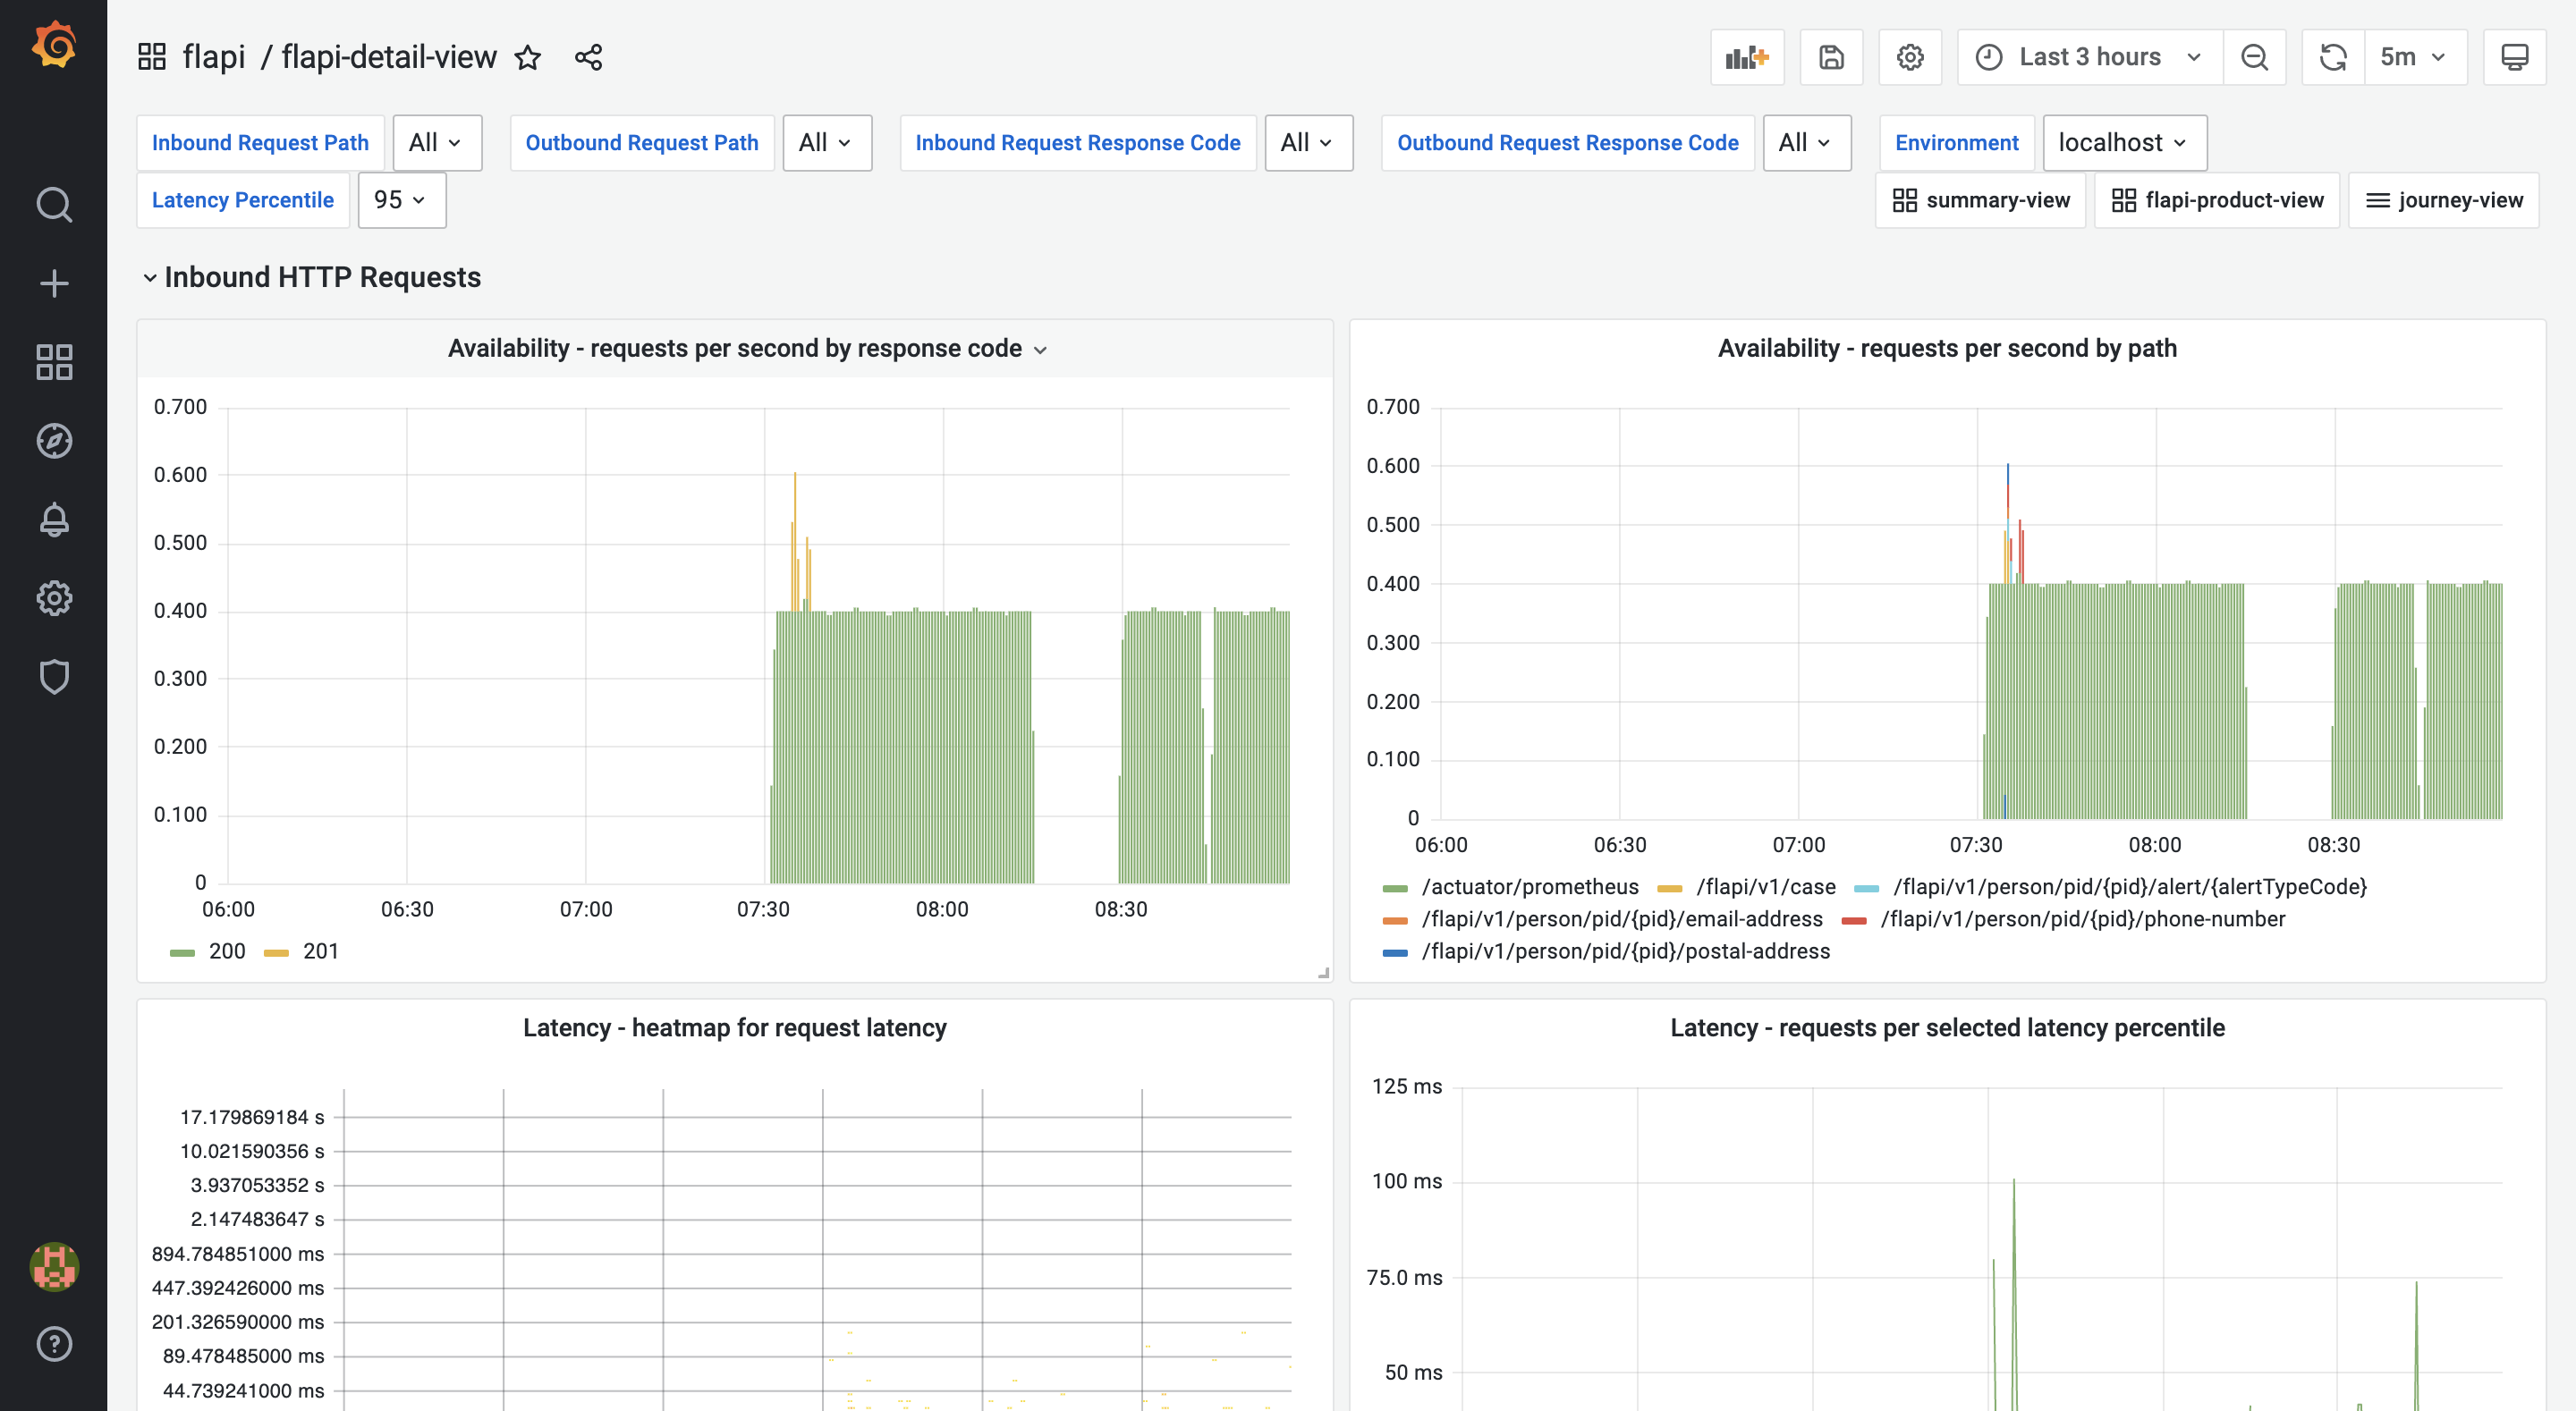 flapi / flapi-detail-view
Last 3 hours
5m
Inbound Request Path All Outbound Request Path All Inbound Request Response Code All Outbound Request Response Code All Environment localhost
Latency Percentile 95
summary-view flapi-product-view journey-view
Inbound HTTP Requests
Availability - requests per second by response code
0.700
0.600
0.500
0.400
0.300
0.200
0.100
0
06:00 06:30 07:00 07:30 08:00 08:30
200 201
Availability - requests per second by path
0.700
0.600
0.500
0.400
0.300
0.200
0.100
0
06:00 06:30 07:00 07:30 08:00 08:30
/actuator/prometheus /flapi/v1/case /flapi/v1/person/pid/{pid}/alert/{alertTypeCode}
/flapi/v1/person/pid/{pid}/email-address /flapi/v1/person/pid/{pid}/phone-number
/flapi/v1/person/pid/{pid}/postal-address
Latency - heatmap for request latency
17.179869184 s
10.021590356 s
3.937053352 s
2.147483647 s
894.784851000 ms
447.392426000 ms
201.326590000 ms
89.478485000 ms
44.739241000 ms
Latency - requests per selected latency percentile
125 ms
100 ms
75.0 ms
50 ms